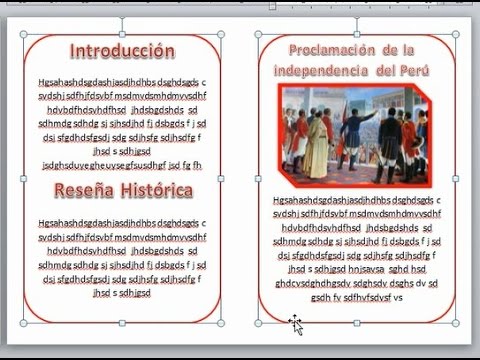 Introducción
Hgsahashdsgdashjasdjhdhbs dsghdsgds c
svdshj sdfhjfdsvbf msdmvdsmhdmvvsdhf
hdvbdfhdsvhdfhsd jhdsbgdshds sd
sdhmdg sdhdg sj sjhsdjhd fj dsbgds f j sd
dsj sfgdhdsfgsdj sdg sdjhsfg sdjhsdfg f
jhsd s sdhjgsd
jsdghsduyegheuysegfsusdhgf jsd fg fh
Reseña Histórica
Hgsahashdsgdashjasdjhdhbs dsghdsgds c
svdshj sdfhjfdsvbf msdmvdsmhdmvvsdhf
hdvbdfhdsvhdfhsd jhdsbgdshds sd
sdhmdg sdhdg sj sjhsdjhd fj dsbgds f j sd
dsj sfgdhdsfgsdj sdg sdjhsfg sdjhsdfg f
jhsd s sdhjgsd
Proclamación de la
independencia del Perú
Hgsahashdsgdashjasdjhdhbs dsghdsgds c
svdshj sdfhjfdsvbf msdmvdsmhdmvvsdhf
hdvbdfhdsvhdfhsd jhdsbgdshds sd
sdhmdg sdhdg sj sjhsdjhd fj dsbgds f j sd
dsj sfgdhdsfgsdj sdg sdjhsfg sdjhsdfg f
jhsd s sdhjgsd hnjsavsa sghd hsd
ghdcvsdghdhgsdv sdghsdv dsghs dv sd
gsdh fv sdfhvfsdvsf vs